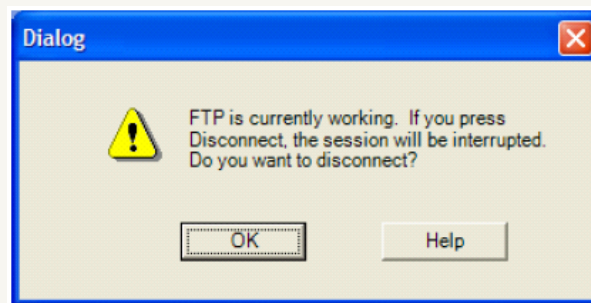 Dialog
FTP is currently working.  If you press
Disconnect, the session will be interrupted.
Do you want to disconnect?
OK
Help